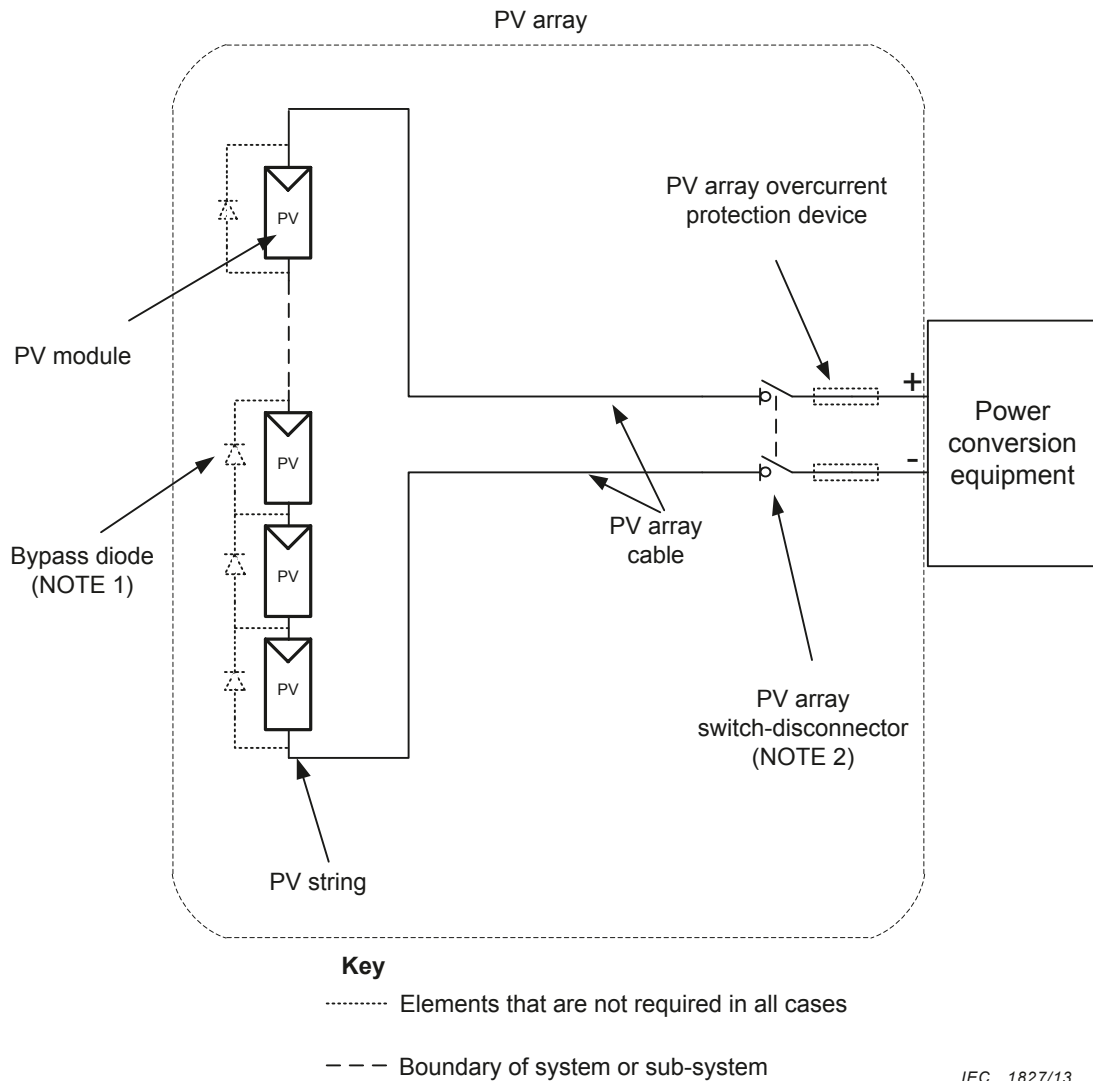 PV array
PV
PV array overcurrent
protection device
PV module
+
Power
conversion
equipment
-
PV
Bypass diode
(NOTE 1)
PV
PV array
cable
PV
PV array
switch-disconnector
(NOTE 2)
PV string
Key
Elements that are not required in all cases
Boundary of system or sub-system
IEC 1827/13